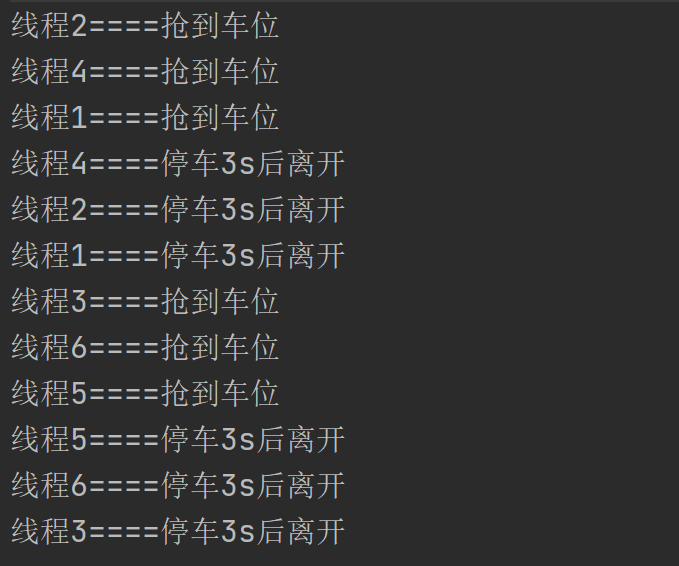 线程2====抢到车位
线程4====抢到车位
线程1====抢到车位
线程4====停车3s后离开
线程2====停车3s后离开
线程1====停车3s后离开
线程3====抢到车位
线程6====抢到车位
线程5====抢到车位
线程5====停车3s后离开
线程6====停车3s后离开
线程3====停车3s后离开